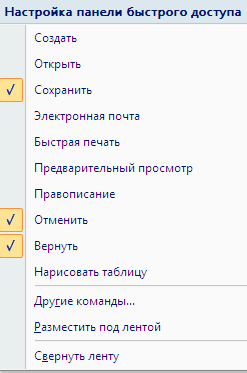 Настройка панели быстрого доступа
Создать
Открыть
Сохранить
Электронная почта
Быстрая печать
Предварительный просмотр
Правописание
Отменить
Вернуть
Нарисовать таблицу
Другие команды...
Разместить под лентой
Свернуть ленту